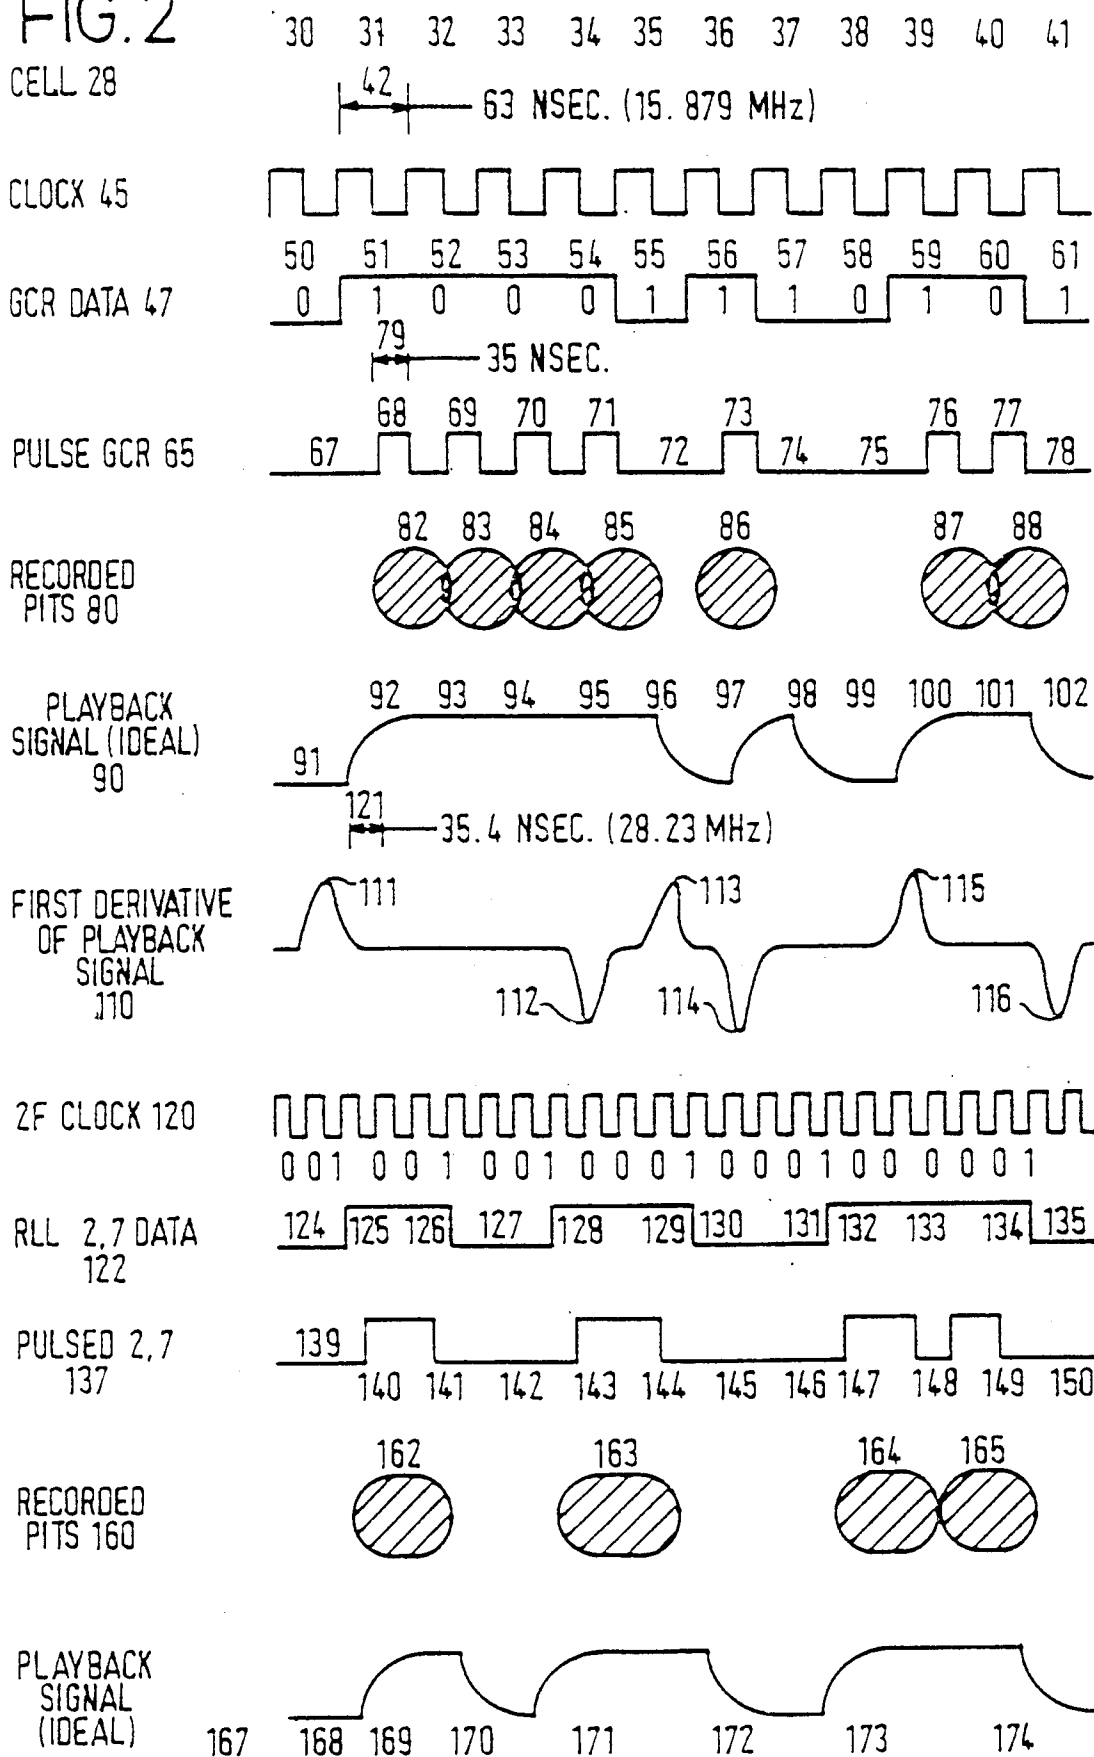 FIG. 2
30 31 32 33 34 35 36 37 38 39 40 41
CELL 28
42
63 NSEC. (15.879 MHz)
CLOCK 45
50 51 52 53 54 55 56 57 58 59 60 61
GCR DATA 47
0 1 0 0 0 1 1 1 0 1 0 1
79
35 NSEC.
68 69 70 71 73 76 77
PULSE GCR 65
67 72 74 75 78
82 83 84 85 86 87 88
RECORDED
PITS 80
PLAYBACK
SIGNAL (IDEAL)
90
91 92 93 94 95 96 97 98 99 100 101 102
121
35.4 NSEC. (28.23 MHz)
111 113 115
FIRST DERIVATIVE
OF PLAYBACK
SIGNAL
110
112 114 116
2F CLOCK 120
0 0 1 0 0 1 0 0 1 0 0 0 1 0 0 0 1 0 0 0 0 0 1
RLL 2,7 DATA
122
124 125 126 127 128 129 130 131 132 133 134 135
PULSED 2,7
137
139
140 141 142 143 144 145 146 147 148 149 150
162 163 164 165
RECORDED
PITS 160
PLAYBACK
SIGNAL
(IDEAL)
167 168 169 170 171 172 173 174